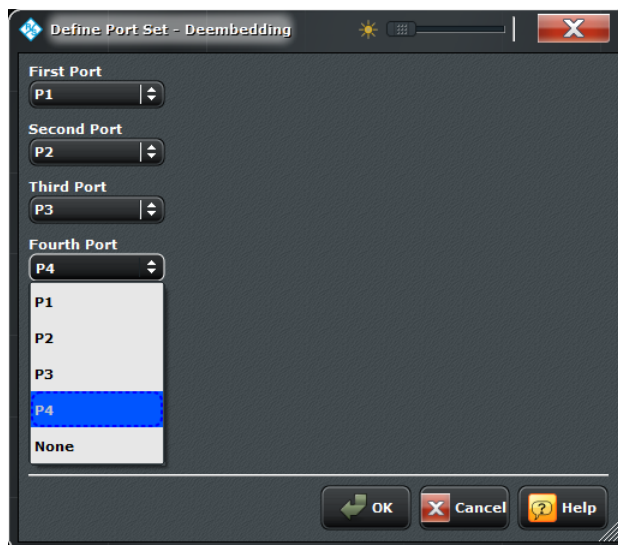 Define Port Set - Deembedding
First Port
P1
Second Port
P2
Third Port
P3
Fourth Port
P4
P1
P2
P3
P4
None
OK
Cancel
Help